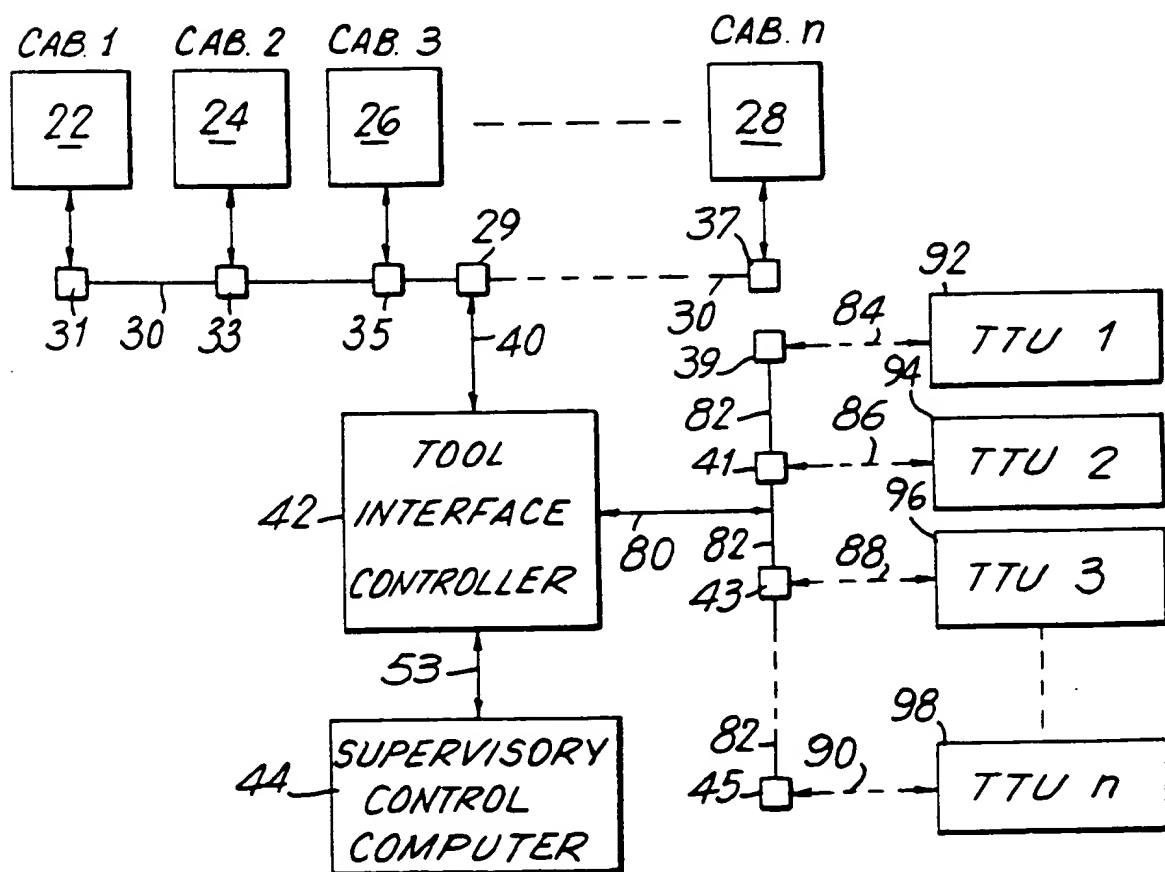 CAB. 1 CAB. 2 CAB. 3 CAB. n
22 24 26 28
29 37
31 30 33 35 40 30
92
84 TTU 1
39
94
82 86
41 TTU 2
TOOL
INTERFACE
CONTROLLER
42
80
96
82 88
43 TTU 3
53
98
82 90
45 TTU n
44
SUPERVISORY
CONTROL
COMPUTER